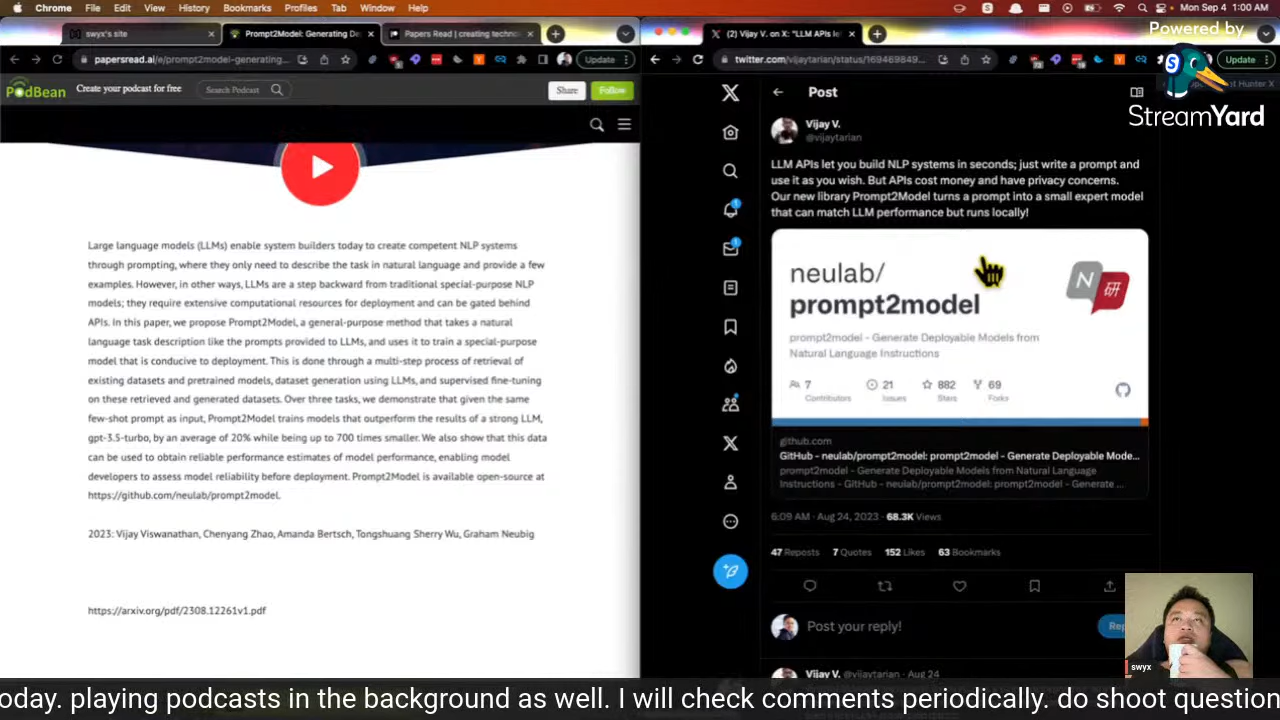 Chrome File Edit View History Bookmarks Profiles Tab Window Help
Mon Sep 4 1:00 AM
swyx's site
Prompt2Model: Generating De
Papers Read | creating technic
papersread.ai/e/prompt2model-generating...
Update
PodBean
Create your podcast for free
Search Podcast
Share
Follow
Large language models (LLMs) enable system builders today to create competent NLP systems
through prompting, where they only need to describe the task in natural language and provide a few
examples. However, in other ways, LLMs are a step backward from traditional special-purpose NLP
models; they require extensive computational resources for deployment and can be gated behind
APIs. In this paper, we propose Prompt2Model, a general-purpose method that takes a natural
language task description like the prompts provided to LLMs, and uses it to train a special-purpose
model that is conducive to deployment. This is done through a multi-step process of retrieval of
existing datasets and pretrained models, dataset generation using LLMs, and supervised fine-tuning
on these retrieved and generated datasets. Over three tasks, we demonstrate that given the same
few-shot prompt as input, Prompt2Model trains models that outperform the results of a strong LLM,
gpt-3.5-turbo, by an average of 20% while being up to 700 times smaller. We also show that this data
can be used to obtain reliable performance estimates of model performance, enabling model
developers to assess model reliability before deployment. Prompt2Model is available open-source at
https://github.com/neulab/prompt2model.
2023: Vijay Viswanathan, Chenyang Zhao, Amanda Bertsch, Tongshuang Sherry Wu, Graham Neubig
https://arxiv.org/pdf/2308.12261v1.pdf
(2) Vijay V. on X: "LLM APIs let
twitter.com/vijaytarian/status/169469849...
Update
Powered by
StreamYard
Post
Vijay V.
@vijaytarian
LLM APIs let you build NLP systems in seconds; just write a prompt and
use it as you wish. But APIs cost money and have privacy concerns.
Our new library Prompt2Model turns a prompt into a small expert model
that can match LLM performance but runs locally!
neulab/
prompt2model
prompt2model - Generate Deployable Models from
Natural Language Instructions
7 Contributors
21 Issues
882 Stars
69 Forks
github.com
GitHub - neulab/prompt2model: prompt2model - Generate Deployable Mode...
prompt2model - Generate Deployable Models from Natural Language
Instructions - GitHub - neulab/prompt2model: prompt2model - Generate ...
6:09 AM · Aug 24, 2023 · 68.3K Views
47 Reposts 7 Quotes 152 Likes 63 Bookmarks
Post your reply!
Vijay V. @vijaytarian · Aug 24
swyx
oday. playing podcasts in the background as well. I will check comments periodically. do shoot question